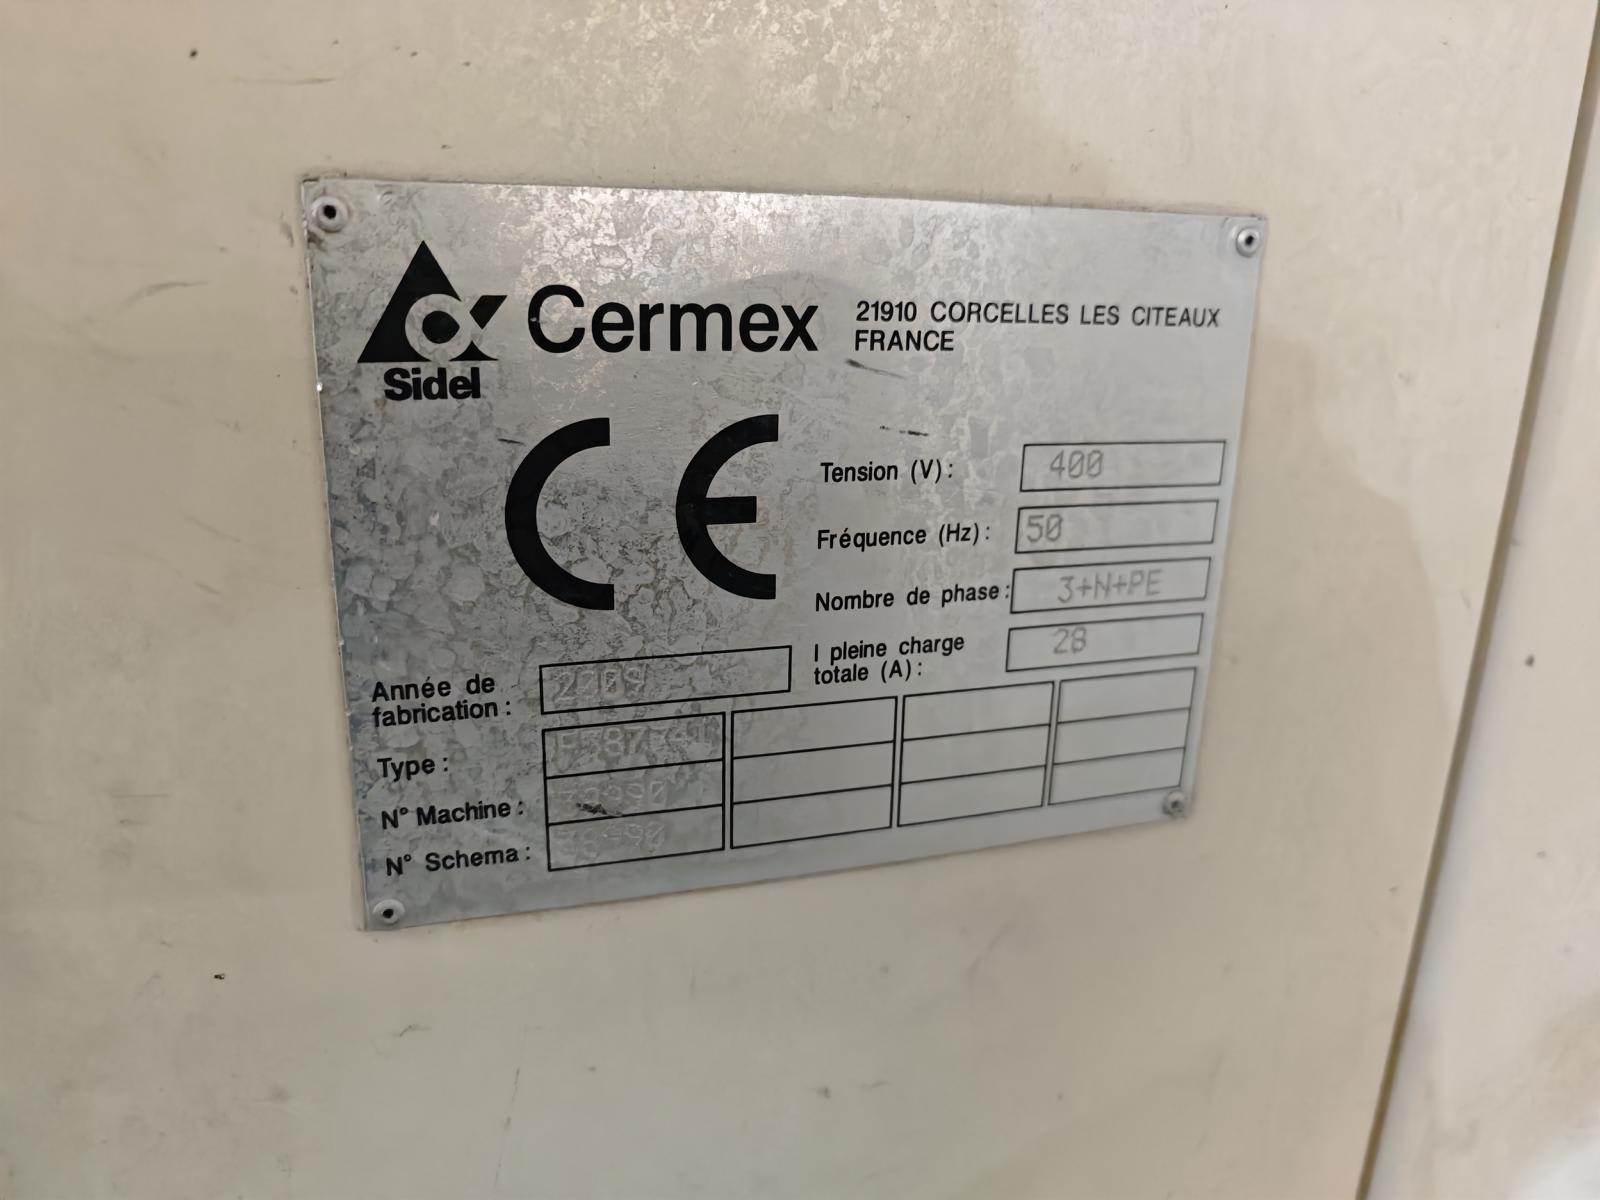 Cermex
21910 CORCELLES LES CITEAUX
FRANCE
Sidel
CE
Tension (V): 400
Fréquence (Hz): 50
Nombre de phase: 3+N+PE
I pleine charge
totale (A): 28
Année de
fabrication: 2009
Type:
N° Machine:
N° Schema: